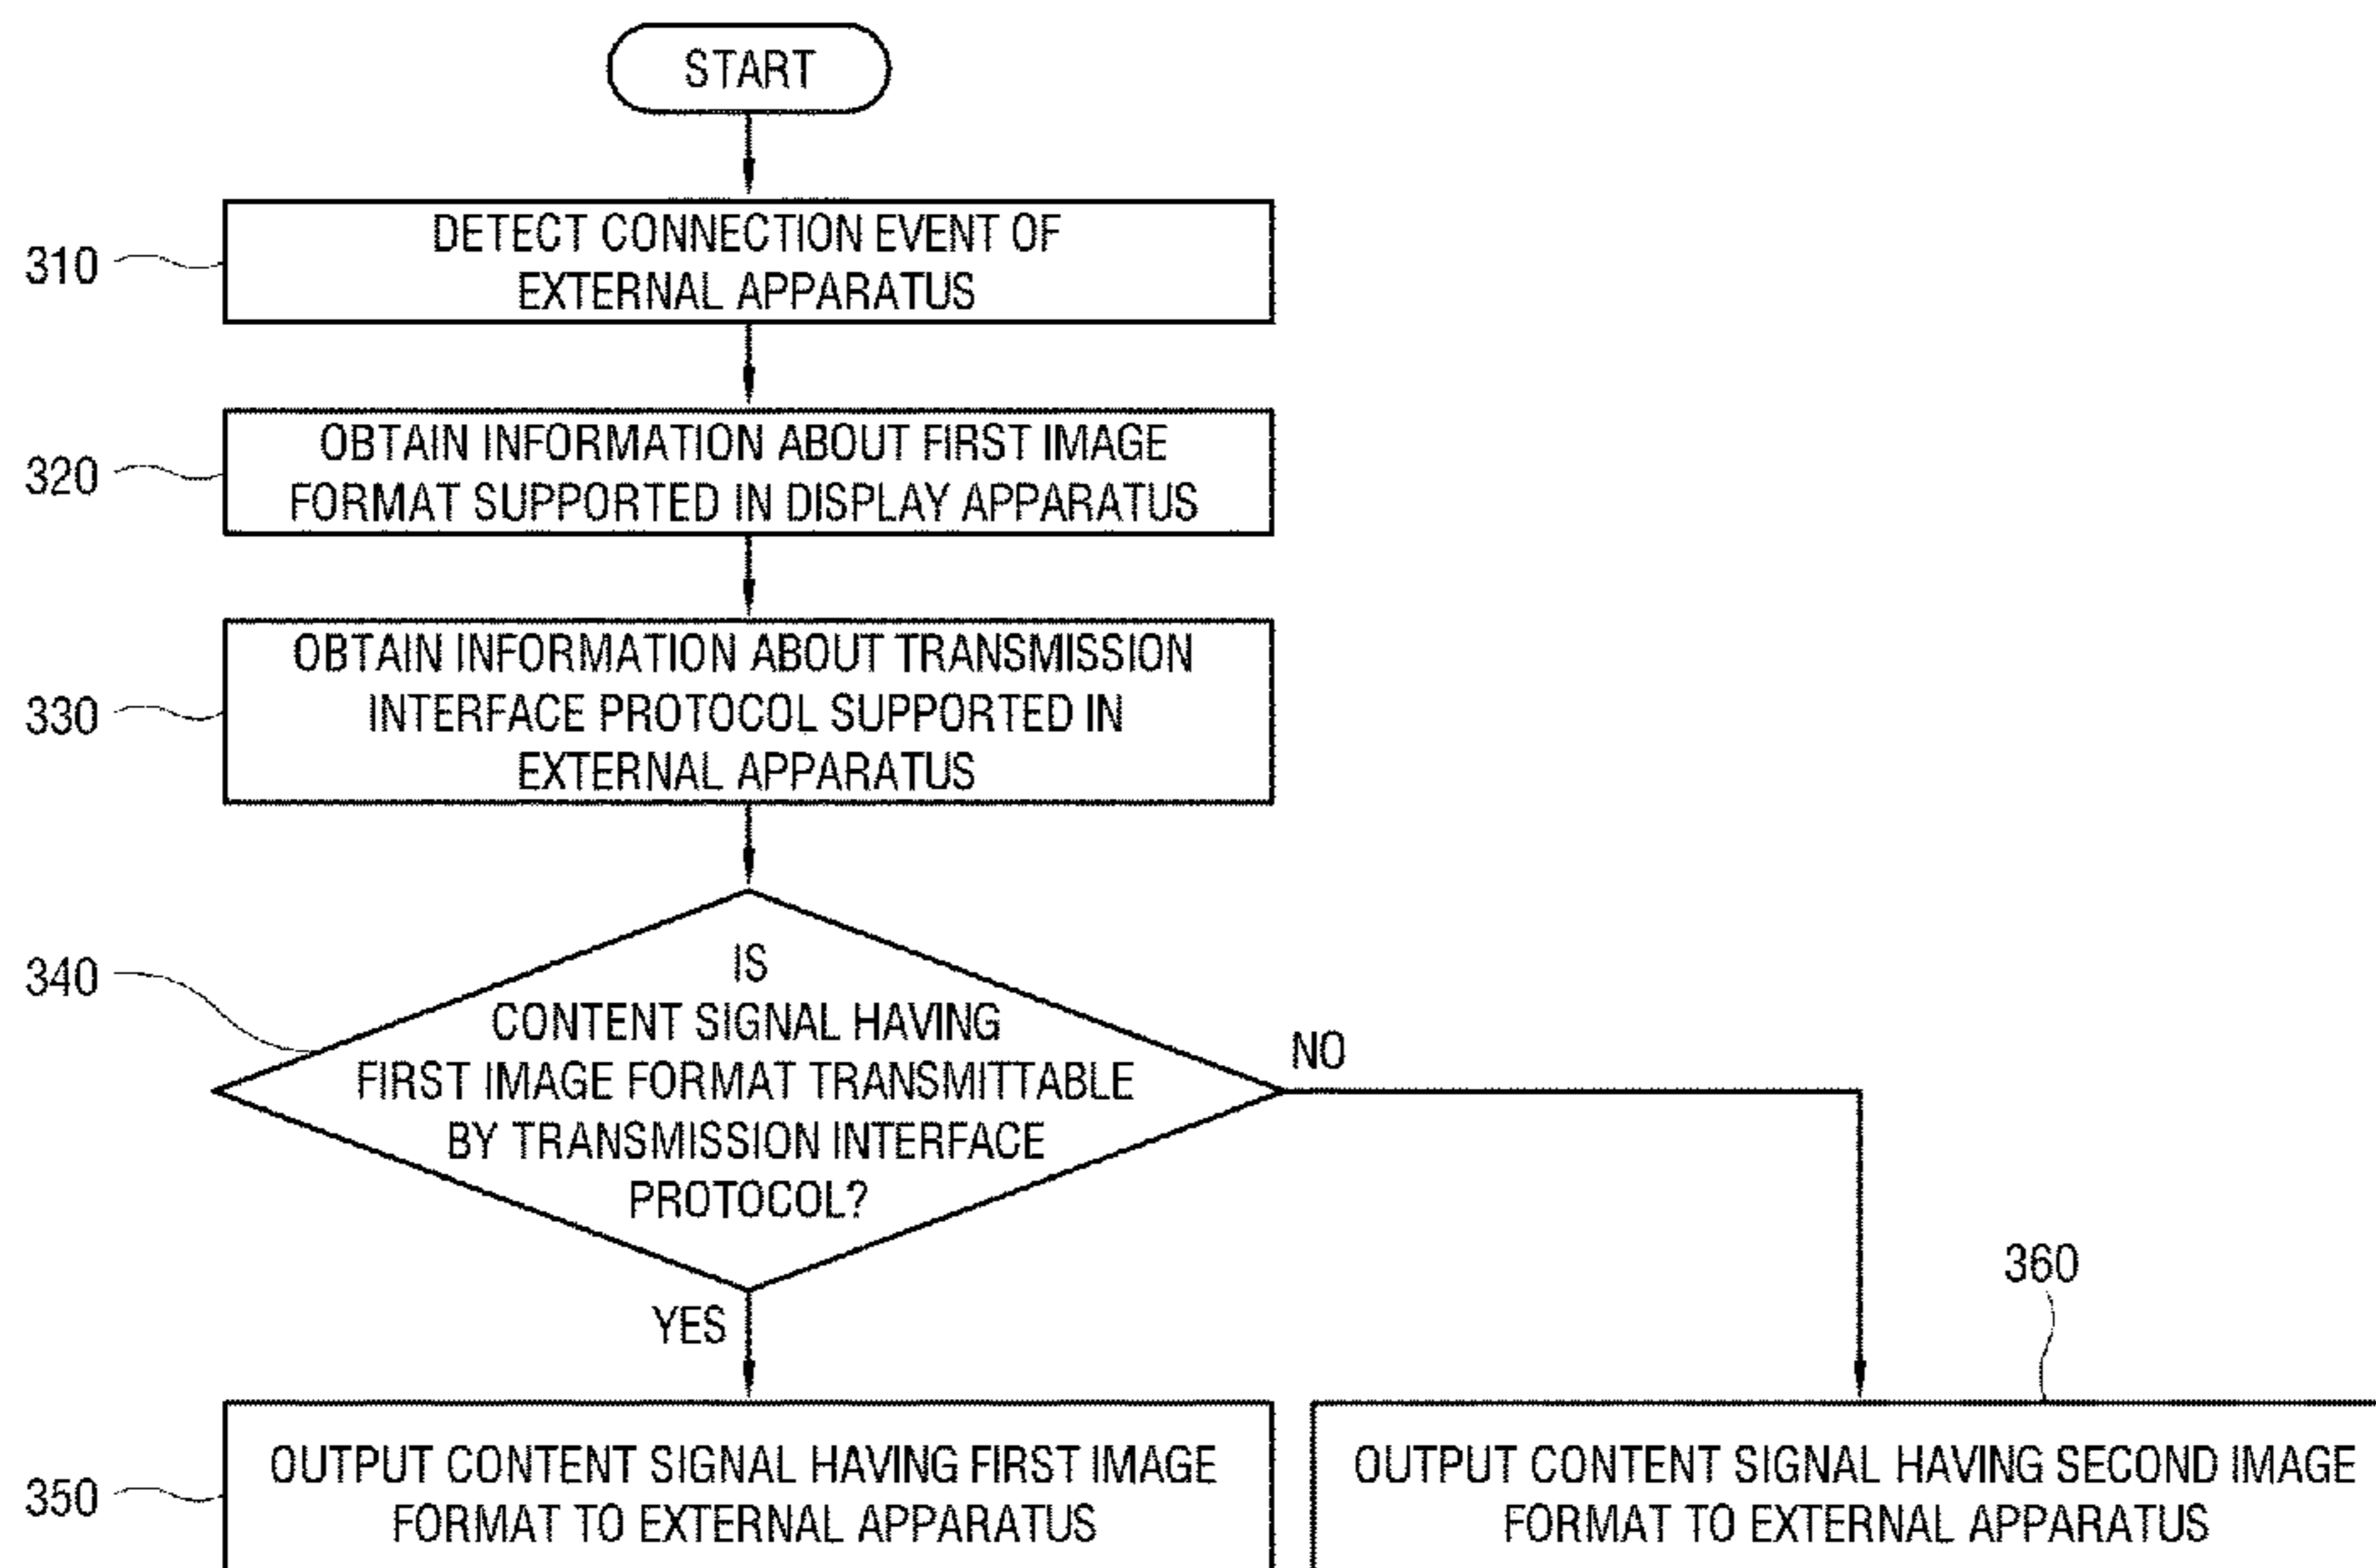 START
310
DETECT CONNECTION EVENT OF
EXTERNAL APPARATUS
320
OBTAIN INFORMATION ABOUT FIRST IMAGE
FORMAT SUPPORTED IN DISPLAY APPARATUS
330
OBTAIN INFORMATION ABOUT TRANSMISSION
INTERFACE PROTOCOL SUPPORTED IN
EXTERNAL APPARATUS
340
IS
CONTENT SIGNAL HAVING
FIRST IMAGE FORMAT TRANSMITTABLE
BY TRANSMISSION INTERFACE
PROTOCOL?
NO
YES
360
350
OUTPUT CONTENT SIGNAL HAVING FIRST IMAGE
FORMAT TO EXTERNAL APPARATUS
OUTPUT CONTENT SIGNAL HAVING SECOND IMAGE
FORMAT TO EXTERNAL APPARATUS